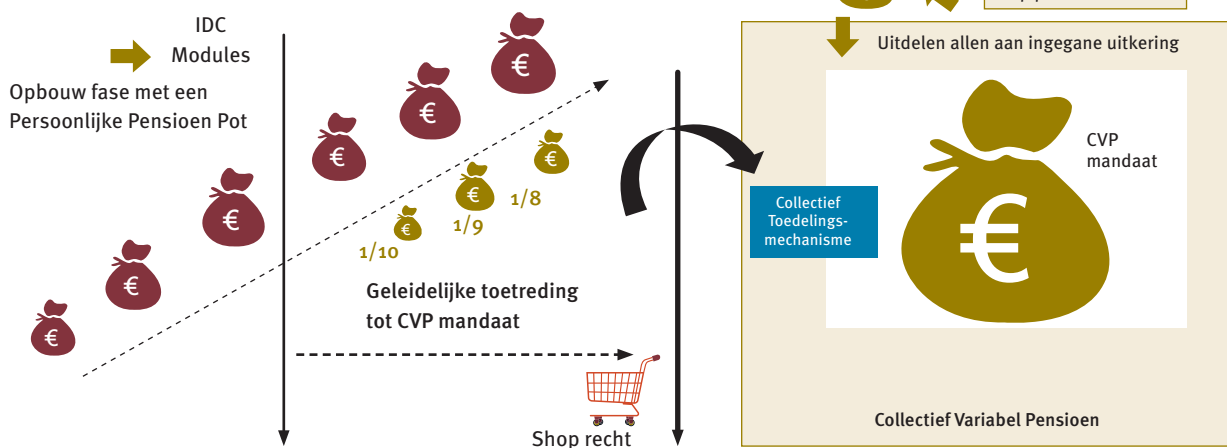 IDC
Modules
Opbouw fase met een
Persoonlijke Pensioen Pot
€
€
€
€
€
€
€
€
€
1/10
1/9
1/8
Geleidelijke toetreding
tot CVP mandaat
Shop recht
Uitdelen allen aan ingegane uitkering
CVP
mandaat
Collectief
Toedelings-
mechanisme
€
Collectief Variabel Pensioen